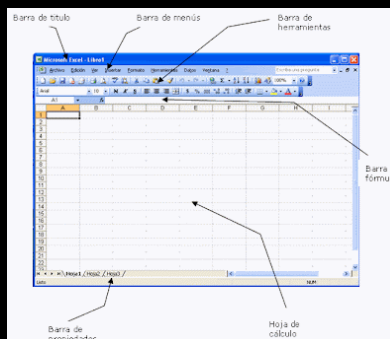 Barra de título
Barra de menús
Barra de
herramientas
Microsoft Excel - Libro1
Archivo Edición Ver Insertar Formato Herramientas Datos Ventana ?
Arial 10 N K S
A1 fx
A B C D E F G H I
1
2
3
4
5
6
7
8
9
10
11
12
13
14
15
16
17
18
19
20
21
22
Barra
fórmu
Hoja1 / Hoja2 / Hoja3 /
Listo
NUM
Barra de
propiedades
Hoja de
cálculo